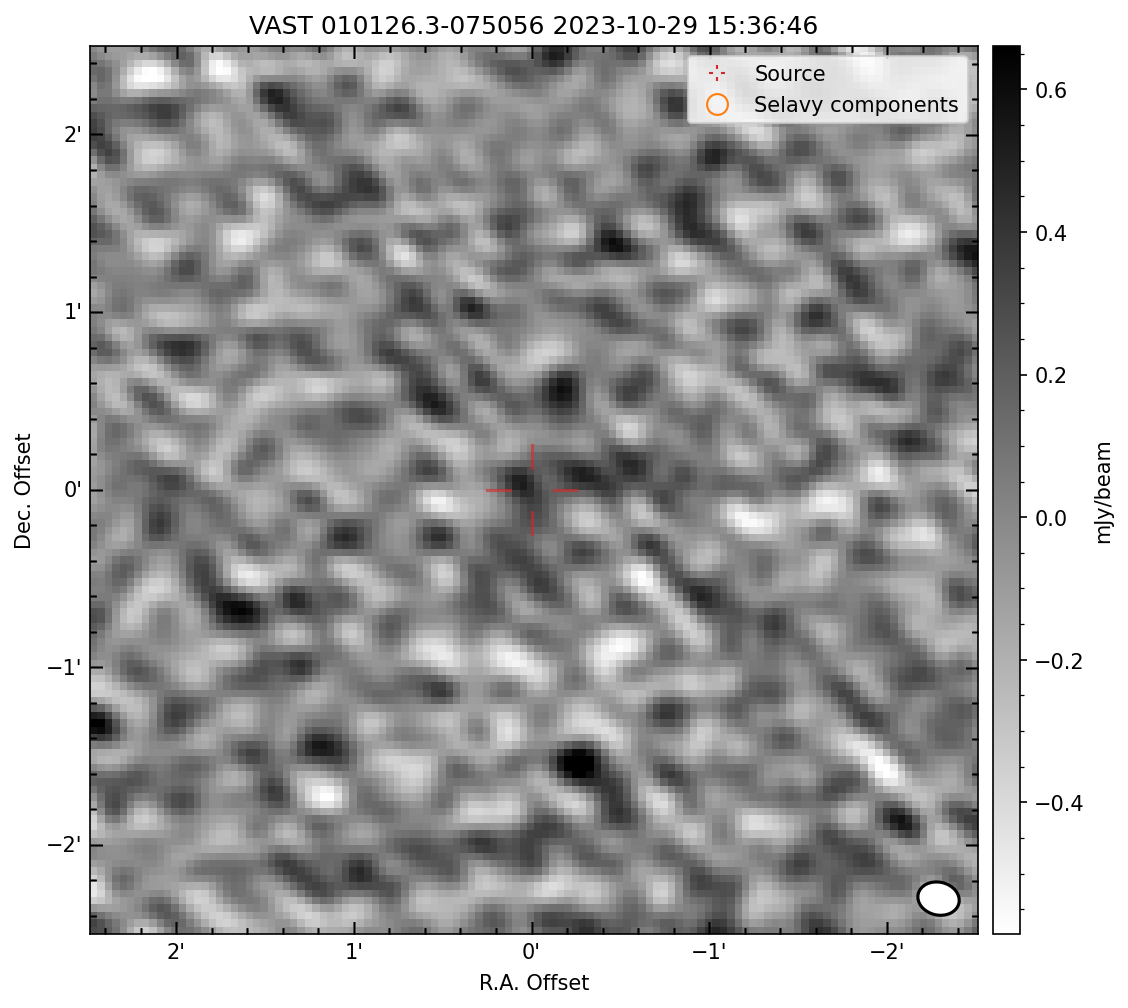 VAST 010126.3-075056 2023-10-29 15:36:46
Source
Selavy components
2'
1'
0'
−1'
−2'
Dec. Offset
2'
1'
0'
−1'
−2'
R.A. Offset
0.6
0.4
0.2
0.0
−0.2
−0.4
mJy/beam